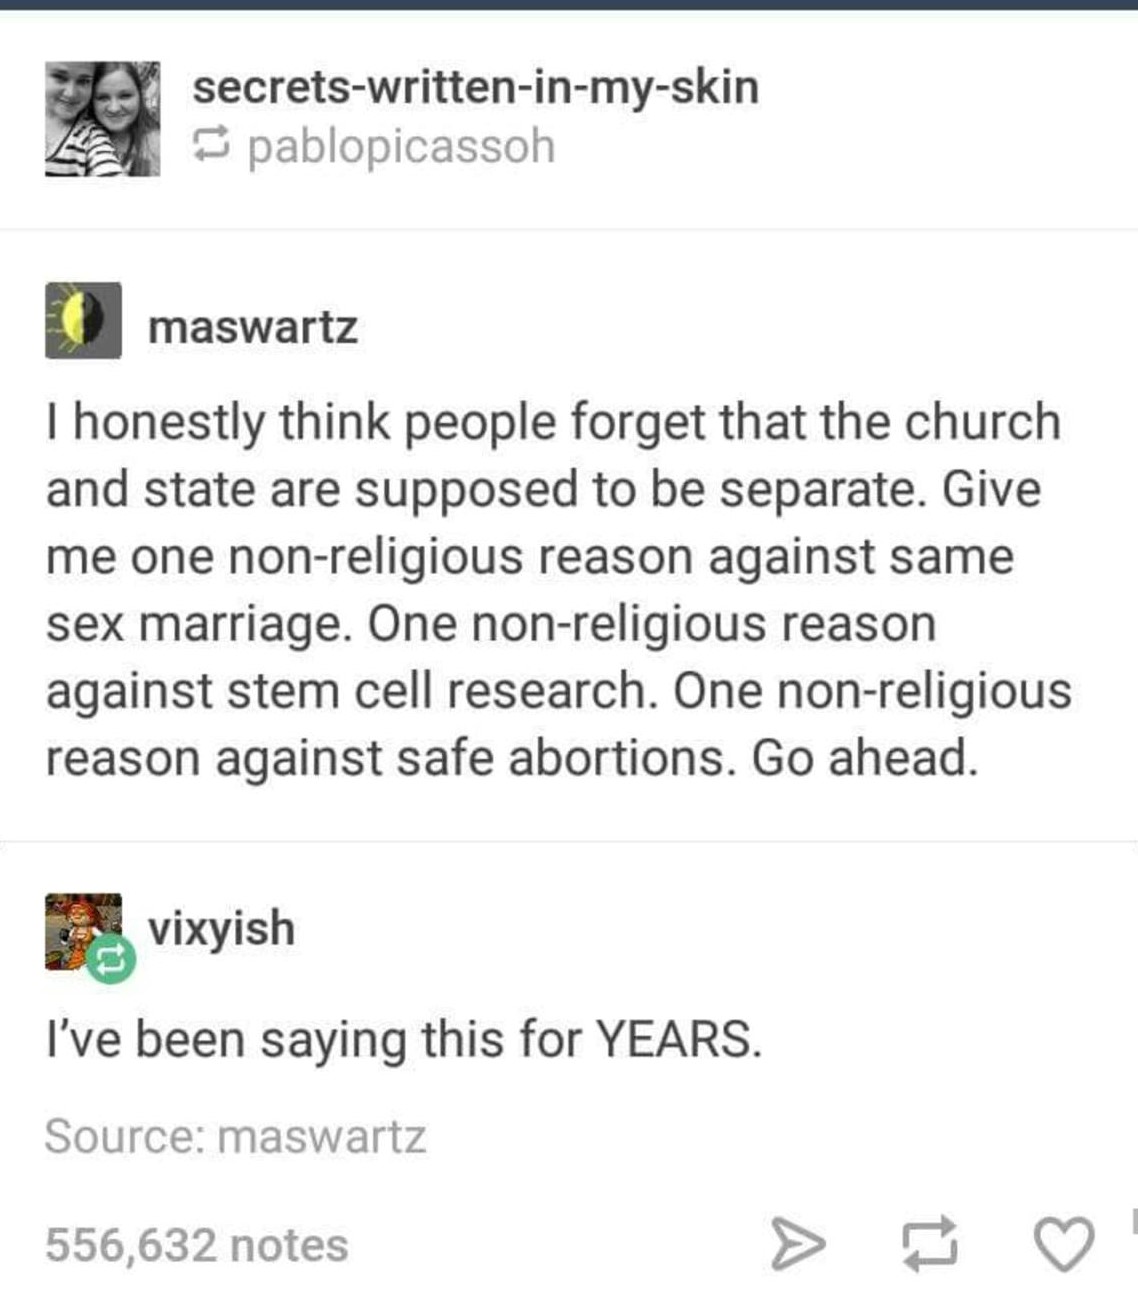 secrets-written-in-my-skin
pablopicassoh
maswartz
I honestly think people forget that the church
and state are supposed to be separate. Give
me one non-religious reason against same
sex marriage. One non-religious reason
against stem cell research. One non-religious
reason against safe abortions. Go ahead.
vixyish
I've been saying this for YEARS.
Source: maswartz
556,632 notes